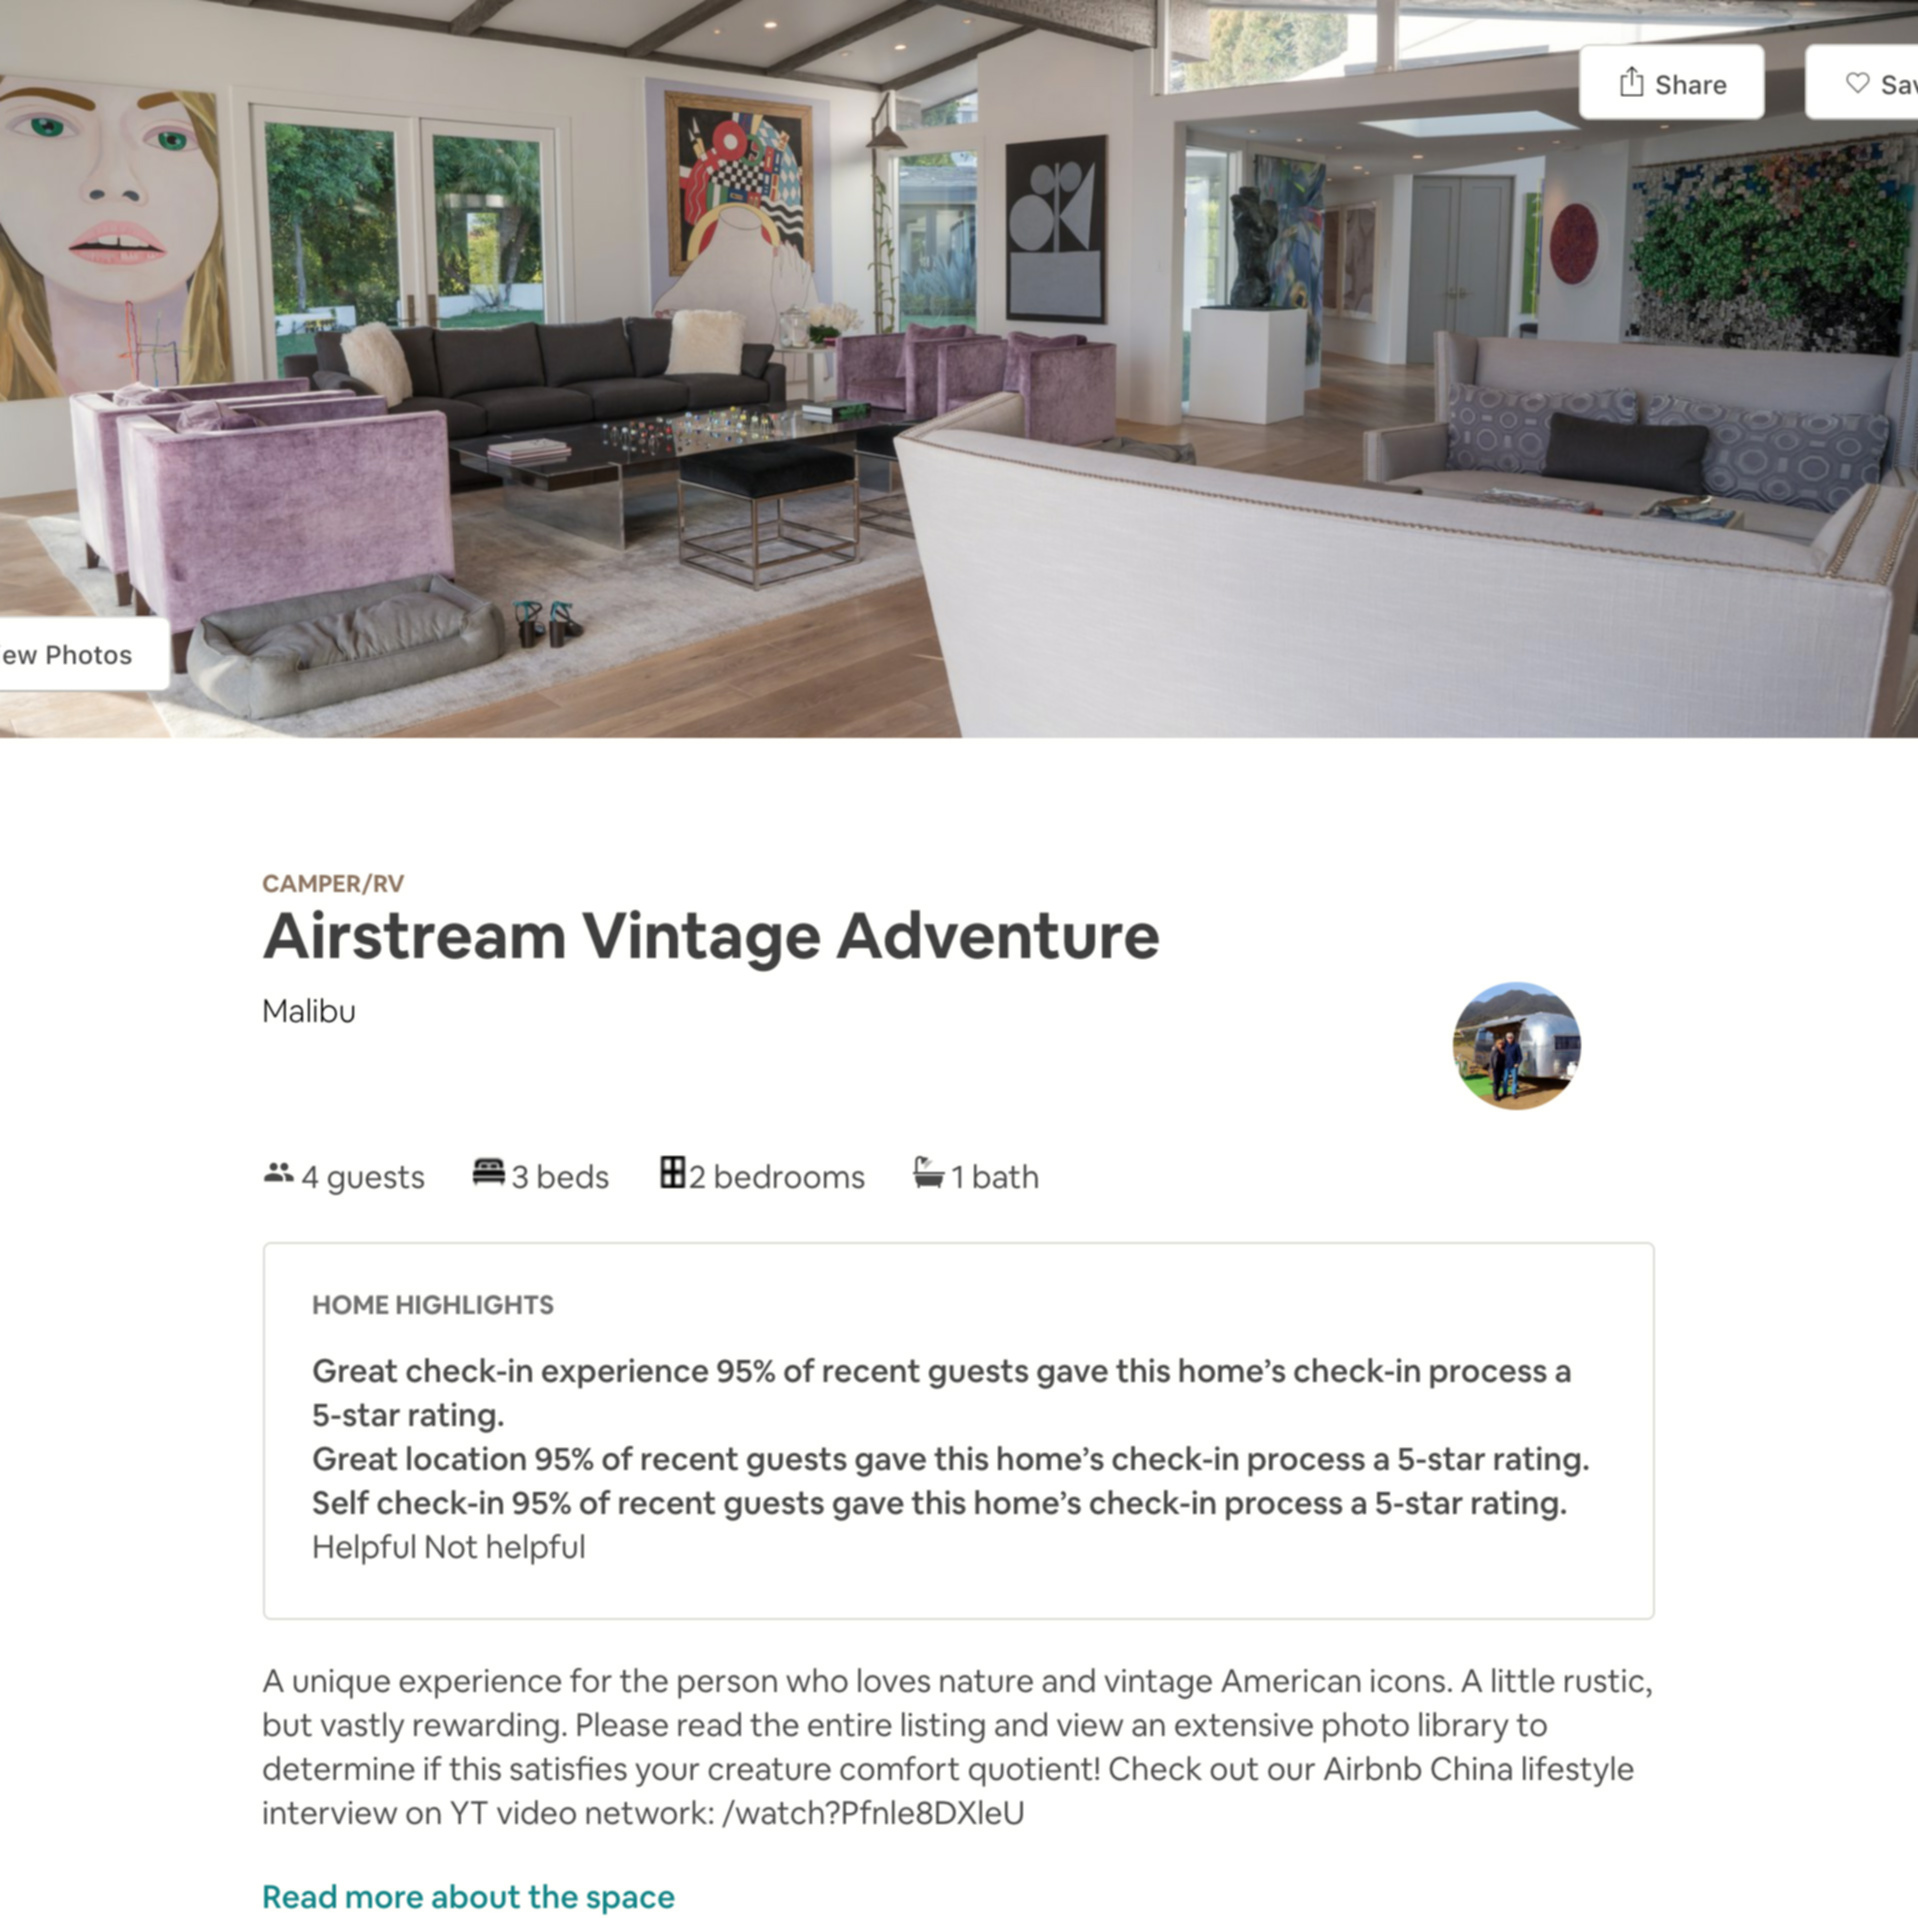 Share
Sav
ew Photos
CAMPER/RV
Airstream Vintage Adventure
Malibu
4 guests 3 beds 2 bedrooms 1 bath
HOME HIGHLIGHTS
Great check-in experience 95% of recent guests gave this home’s check-in process a
5-star rating.
Great location 95% of recent guests gave this home’s check-in process a 5-star rating.
Self check-in 95% of recent guests gave this home’s check-in process a 5-star rating.
Helpful Not helpful
A unique experience for the person who loves nature and vintage American icons. A little rustic,
but vastly rewarding. Please read the entire listing and view an extensive photo library to
determine if this satisfies your creature comfort quotient! Check out our Airbnb China lifestyle
interview on YT video network: /watch?Pfnle8DXleU
Read more about the space